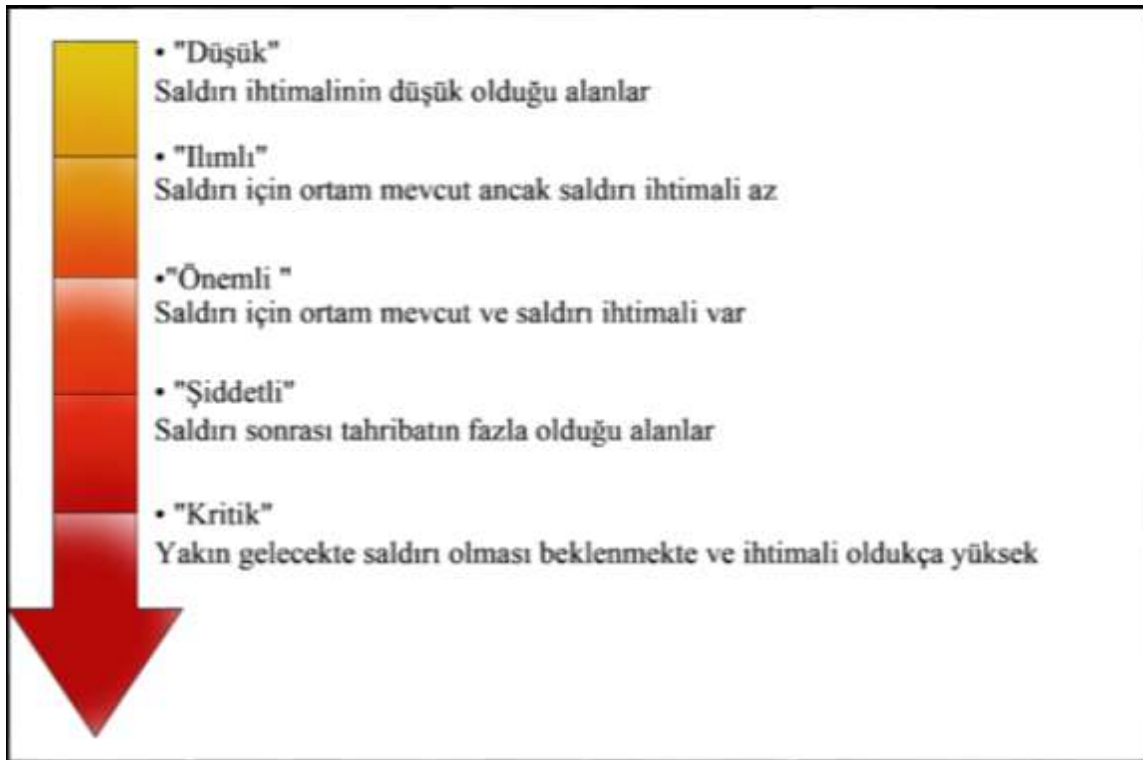 • "Düşük"
Saldırı ihtimalinin düşük olduğu alanlar
• "Ilımlı"
Saldırı için ortam mevcut ancak saldırı ihtimali az
•"Önemli "
Saldırı için ortam mevcut ve saldırı ihtimali var
• "Şiddetli"
Saldırı sonrası tahribatın fazla olduğu alanlar
• "Kritik"
Yakın gelecekte saldırı olması beklenmekte ve ihtimali oldukça yüksek